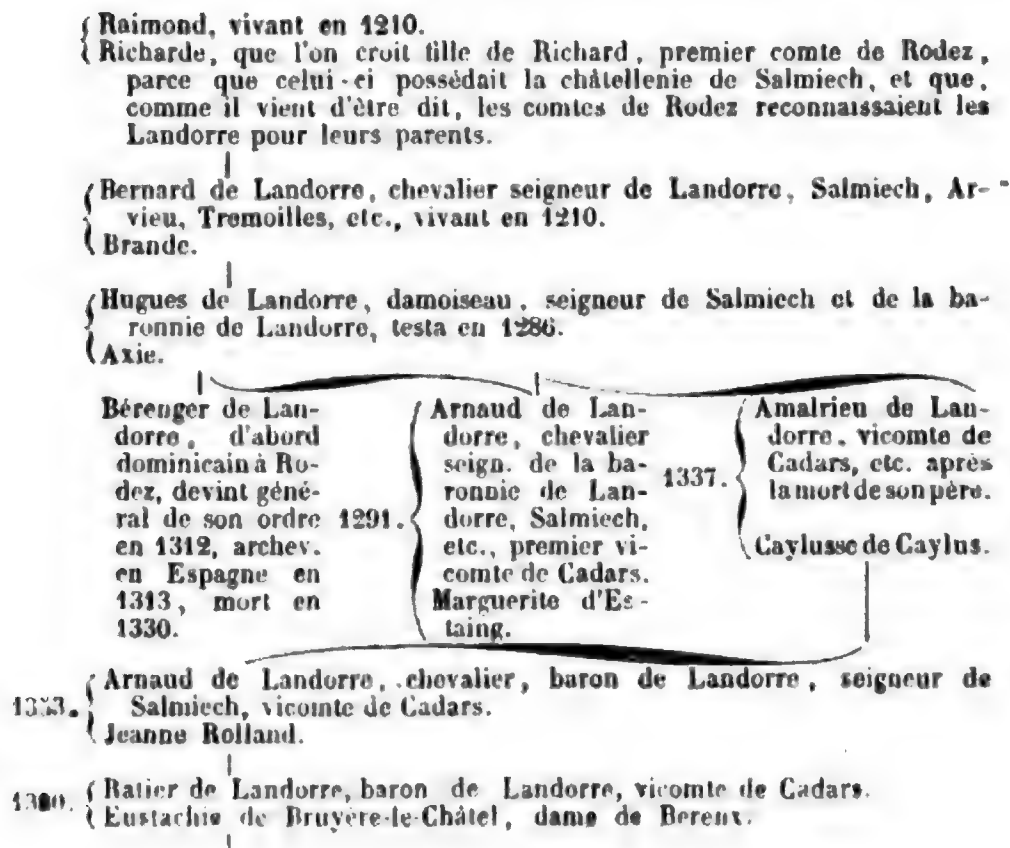 Raimond, vivant en 1210.
Richarde, que l'on croit fille de Richard, premier comte de Rodez,
parce que celui-ci possédait la châtellenie de Salmiech, et que,
comme il vient d'être dit, les comtes de Rodez reconnaissaient les
Landorre pour leurs parents.
Bernard de Landorre, chevalier seigneur de Landorre, Salmiech, Ar-
vieu, Tremoilles, etc., vivant en 1210.
Brande.
Hugues de Landorre, damoiseau, seigneur de Salmiech et de la ba-
ronnie de Landorre, testa en 1286.
Axie.
Bérenger de Lan-
dorre, d'abord
dominicain à Ro-
dez, devint géné-
ral de son ordre
en 1312, archev.
en Espagne en
1313, mort en
1330.
1291.
Arnaud de Lan-
dorre, chevalier
seign. de la ba-
ronnie de Lan-
dorre, Salmiech,
etc., premier vi-
comte de Cadars.
Marguerite d'Es-
taing.
1337.
Amalrieu de Lan-
dorre, vicomte de
Cadars, etc. après
la mort de son père.
Caylusse de Caylus.
Arnaud de Landorre, chevalier, baron de Landorre, seigneur de
Salmiech, vicomte de Cadars.
Jeanne Rolland.
Ratier de Landorre, baron de Landorre, vicomte de Cadars.
Eustachie de Bruyère-le-Châtel, dame de Berenx.